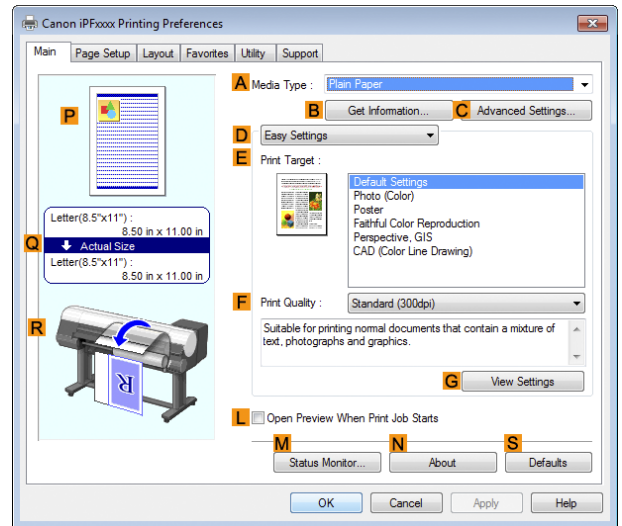 Canon iPFxxxx Printing Preferences
Main Page Setup Layout Favorites Utility Support
A Media Type : Plain Paper
B Get Information... C Advanced Settings...
D Easy Settings
E Print Target :
Default Settings
Photo (Color)
Poster
Faithful Color Reproduction
Perspective, GIS
CAD (Color Line Drawing)
P
Letter(8.5"x11") :
8.50 in x 11.00 in
Q Actual Size
Letter(8.5"x11") :
8.50 in x 11.00 in
F Print Quality : Standard (300dpi)
Suitable for printing normal documents that contain a mixture of
text, photographs and graphics.
R
R
G View Settings
L Open Preview When Print Job Starts
M N S
Status Monitor... About Defaults
OK Cancel Apply Help